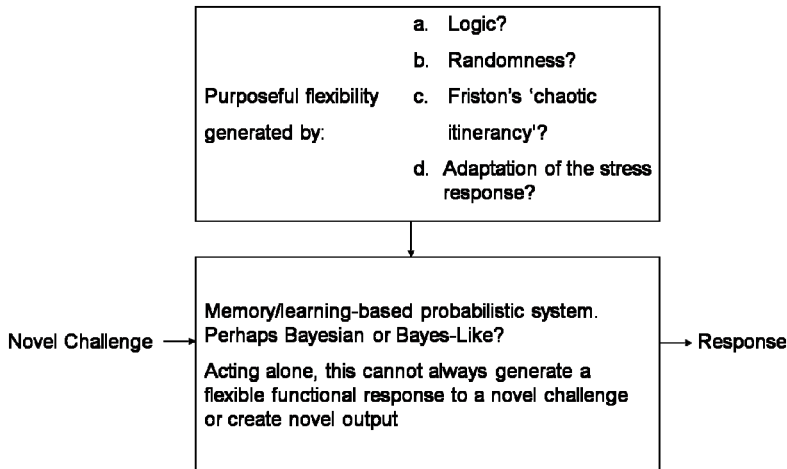 a. Logic?
b. Randomness?
Purposeful flexibility
generated by:
c. Friston's 'chaotic
itinerancy'?
d. Adaptation of the stress
response?
Memory/learning-based probabilistic system.
Perhaps Bayesian or Bayes-Like?
Novel Challenge
Response
Acting alone, this cannot always generate a
flexible functional response to a novel challenge
or create novel output